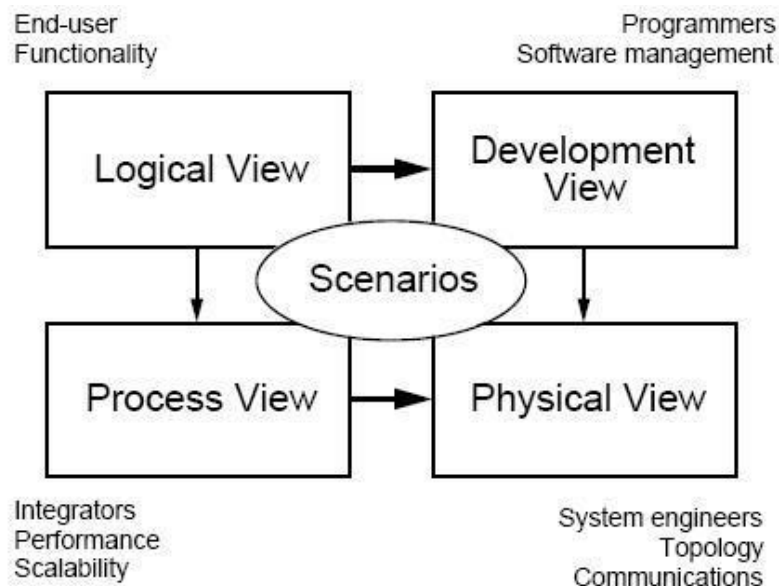 End-user
Functionality
Programmers
Software management
Logical View
Development
View
Scenarios
Process View
Physical View
Integrators
Performance
Scalability
System engineers
Topology
Communications